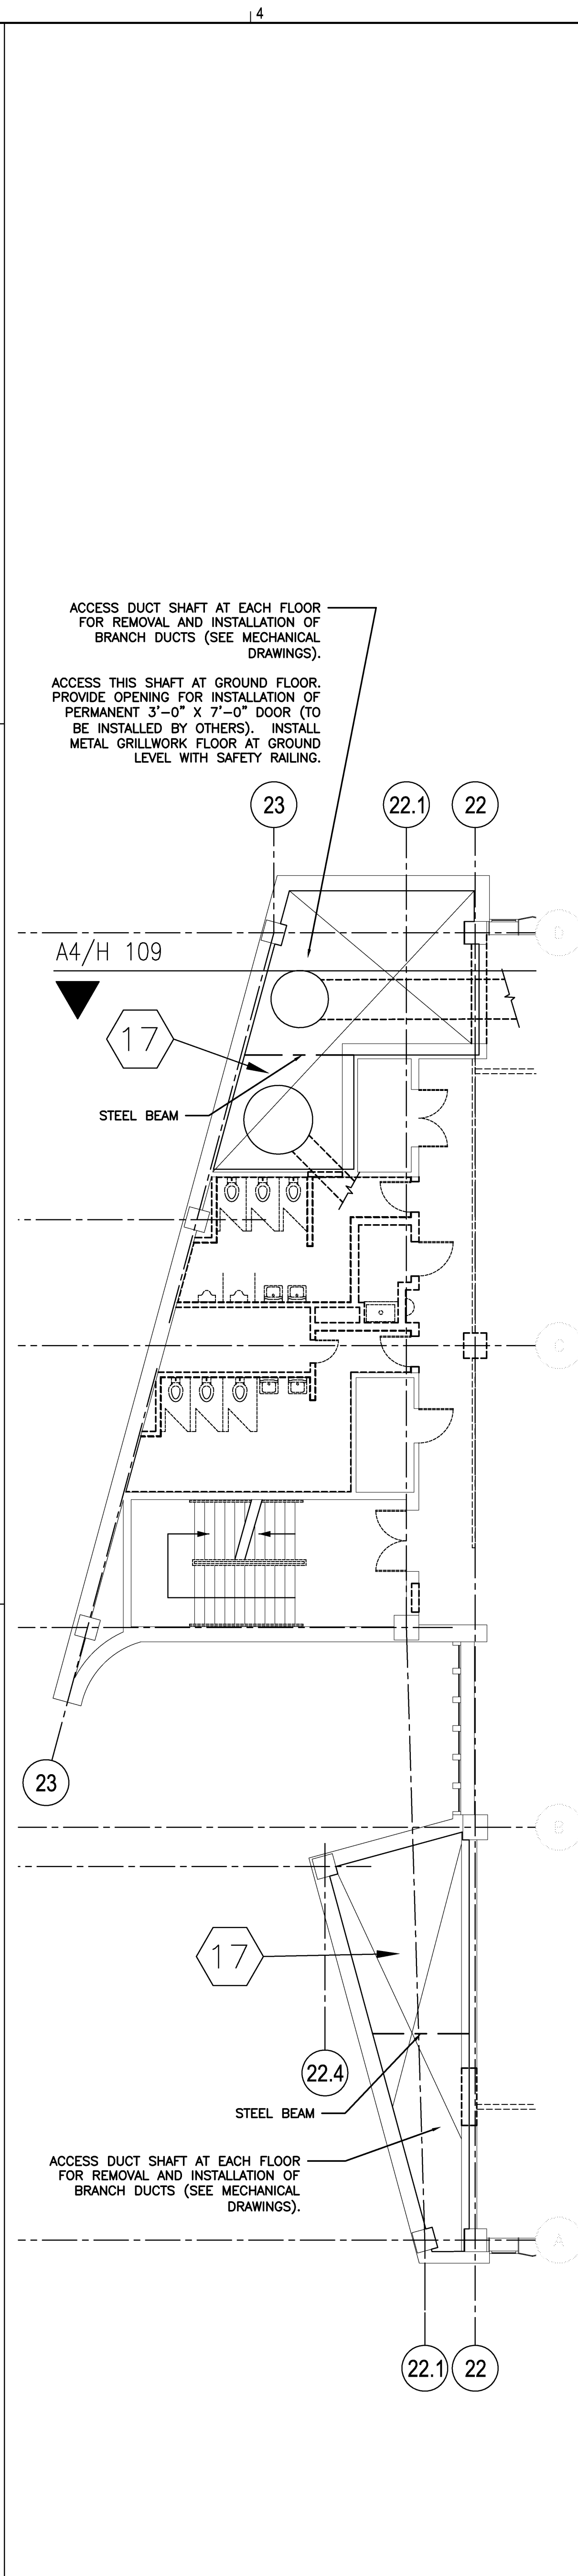 4
ACCESS DUCT SHAFT AT EACH FLOOR
FOR REMOVAL AND INSTALLATION OF
BRANCH DUCTS (SEE MECHANICAL
DRAWINGS).
ACCESS THIS SHAFT AT GROUND FLOOR.
PROVIDE OPENING FOR INSTALLATION OF
PERMANENT 3'-0" X 7'-0" DOOR (TO
BE INSTALLED BY OTHERS). INSTALL
METAL GRILLWORK FLOOR AT GROUND
LEVEL WITH SAFETY RAILING.
23
22.1
22
D
A4/H 109
17
STEEL BEAM
C
23
B
17
22.4
STEEL BEAM
ACCESS DUCT SHAFT AT EACH FLOOR
FOR REMOVAL AND INSTALLATION OF
BRANCH DUCTS (SEE MECHANICAL
DRAWINGS).
A
22.1
22